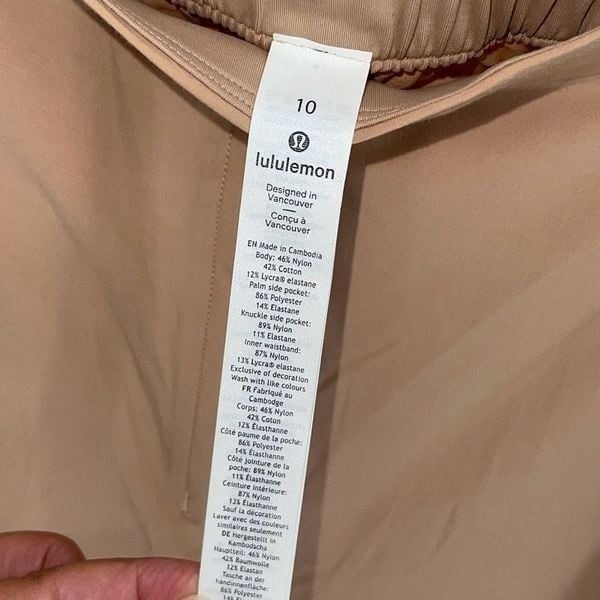 10
lululemon
Designed in
Vancouver
Conçu à
Vancouver
EN Made in Cambodia
Body: 46% Nylon
42% Cotton
12% Lycra® elastane
Palm side pocket:
86% Polyester
14% Elastane
Knuckle side pocket:
89% Nylon
11% Elastane
Inner waistband:
87% Nylon
13% Lycra® elastane
Exclusive of decoration
Wash with like colours
FR Fabriqué au
Cambodge
Corps: 46% Nylon
42% Coton
12% Élasthanne
Côté paume de la poche:
86% Polyester
14% Élasthanne
Côté jointure de la
poche: 89% Nylon
11% Élasthanne
Ceinture Intérieure:
87% Nylon
13% Élasthanne
Sauf la décoration
Laver avec des couleurs
similaires seulement
DE Hergestellt in
Kambodscha
Hauptteil: 46% Nylon
42% Baumwolle
12% Elastan
Tasche an der
handinnenfläche:
86% Polyester
14% Elastan